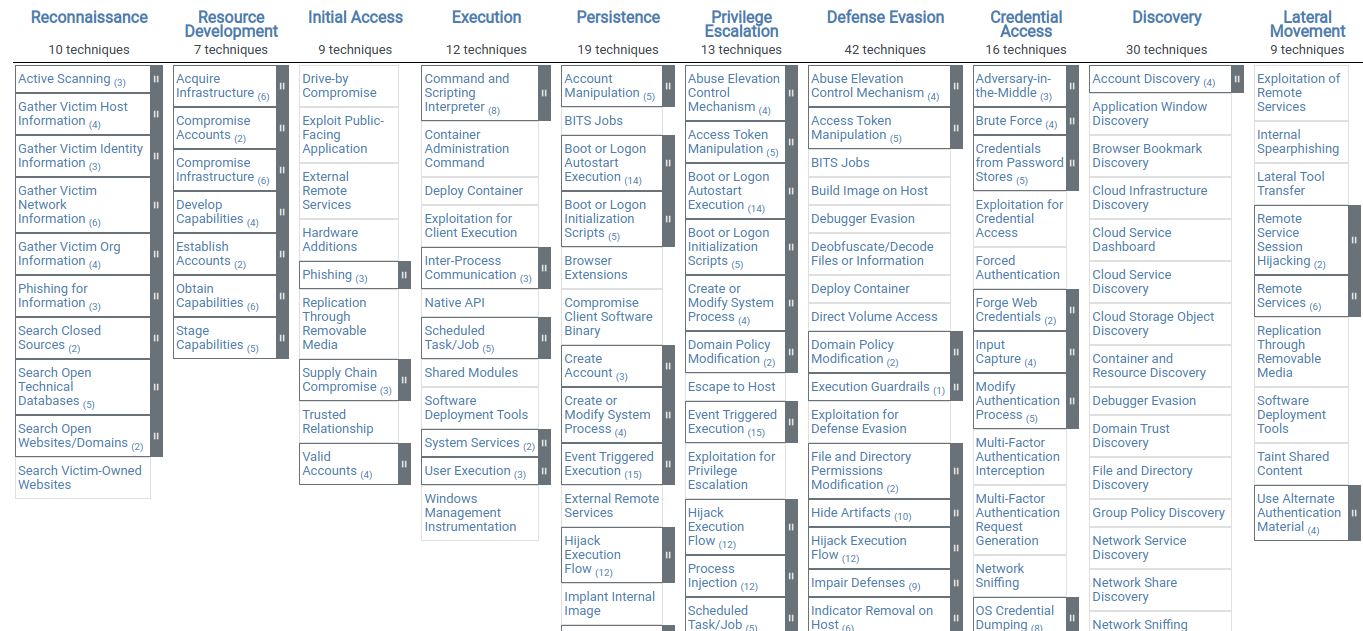 Reconnaissance
10 techniques
Active Scanning (3)
Gather Victim Host
Information (4)
Gather Victim Identity
Information (3)
Gather Victim
Network
Information (6)
Gather Victim Org
Information (4)
Phishing for
Information (3)
Search Closed
Sources (2)
Search Open
Technical
Databases (5)
Search Open
Websites/Domains (2)
Search Victim-Owned
Websites
Resource
Development
7 techniques
Acquire
Infrastructure (6)
Compromise
Accounts (2)
Compromise
Infrastructure (6)
Develop
Capabilities (4)
Establish
Accounts (2)
Obtain
Capabilities (6)
Stage
Capabilities (5)
Initial Access
9 techniques
Drive-by
Compromise
Exploit Public-
Facing
Application
External
Remote
Services
Hardware
Additions
Phishing (3)
Replication
Through
Removable
Media
Supply Chain
Compromise (3)
Trusted
Relationship
Valid
Accounts (4)
Execution
12 techniques
Command and
Scripting
Interpreter (8)
Container
Administration
Command
Deploy Container
Exploitation for
Client Execution
Inter-Process
Communication (3)
Native API
Scheduled
Task/Job (5)
Shared Modules
Software
Deployment Tools
System Services (2)
User Execution (3)
Windows
Management
Instrumentation
Persistence
19 techniques
Account
Manipulation (5)
BITS Jobs
Boot or Logon
Autostart
Execution (14)
Boot or Logon
Initialization
Scripts (5)
Browser
Extensions
Compromise
Client Software
Binary
Create
Account (3)
Create or
Modify System
Process (4)
Event Triggered
Execution (15)
External Remote
Services
Hijack
Execution
Flow (12)
Implant Internal
Image
Privilege
Escalation
13 techniques
Abuse Elevation
Control
Mechanism (4)
Access Token
Manipulation (5)
Boot or Logon
Autostart
Execution (14)
Boot or Logon
Initialization
Scripts (5)
Create or
Modify System
Process (4)
Domain Policy
Modification (2)
Escape to Host
Event Triggered
Execution (15)
Exploitation for
Privilege
Escalation
Hijack
Execution
Flow (12)
Process
Injection (12)
Scheduled
Task/Job (5)
Defense Evasion
42 techniques
Abuse Elevation
Control Mechanism (4)
Access Token
Manipulation (5)
BITS Jobs
Build Image on Host
Debugger Evasion
Deobfuscate/Decode
Files or Information
Deploy Container
Direct Volume Access
Domain Policy
Modification (2)
Execution Guardrails (1)
Exploitation for
Defense Evasion
File and Directory
Permissions
Modification (2)
Hide Artifacts (10)
Hijack Execution
Flow (12)
Impair Defenses (9)
Indicator Removal on
Host (6)
Credential
Access
16 techniques
Adversary-in-
the-Middle (3)
Brute Force (4)
Credentials
from Password
Stores (5)
Exploitation for
Credential
Access
Forced
Authentication
Forge Web
Credentials (2)
Input
Capture (4)
Modify
Authentication
Process (5)
Multi-Factor
Authentication
Interception
Multi-Factor
Authentication
Request
Generation
Network
Sniffing
OS Credential
Dumping (8)
Discovery
30 techniques
Account Discovery (4)
Application Window
Discovery
Browser Bookmark
Discovery
Cloud Infrastructure
Discovery
Cloud Service
Dashboard
Cloud Service
Discovery
Cloud Storage Object
Discovery
Container and
Resource Discovery
Debugger Evasion
Domain Trust
Discovery
File and Directory
Discovery
Group Policy Discovery
Network Service
Discovery
Network Share
Discovery
Network Sniffing
Lateral
Movement
9 techniques
Exploitation of
Remote
Services
Internal
Spearphishing
Lateral Tool
Transfer
Remote
Service
Session
Hijacking (2)
Remote
Services (6)
Replication
Through
Removable
Media
Software
Deployment
Tools
Taint Shared
Content
Use Alternate
Authentication
Material (4)